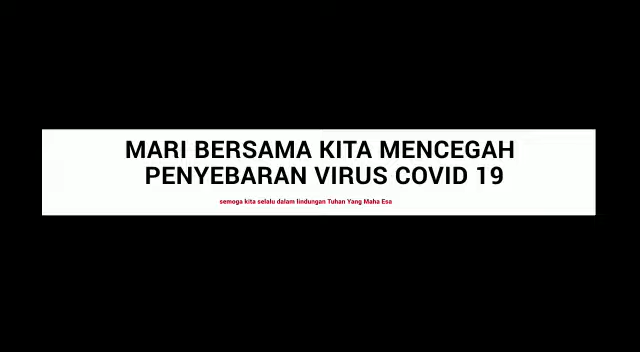 MARI BERSAMA KITA MENCEGAH
PENYEBARAN VIRUS COVID 19
semoga kita selalu dalam lindungan Tuhan Yang Maha Esa